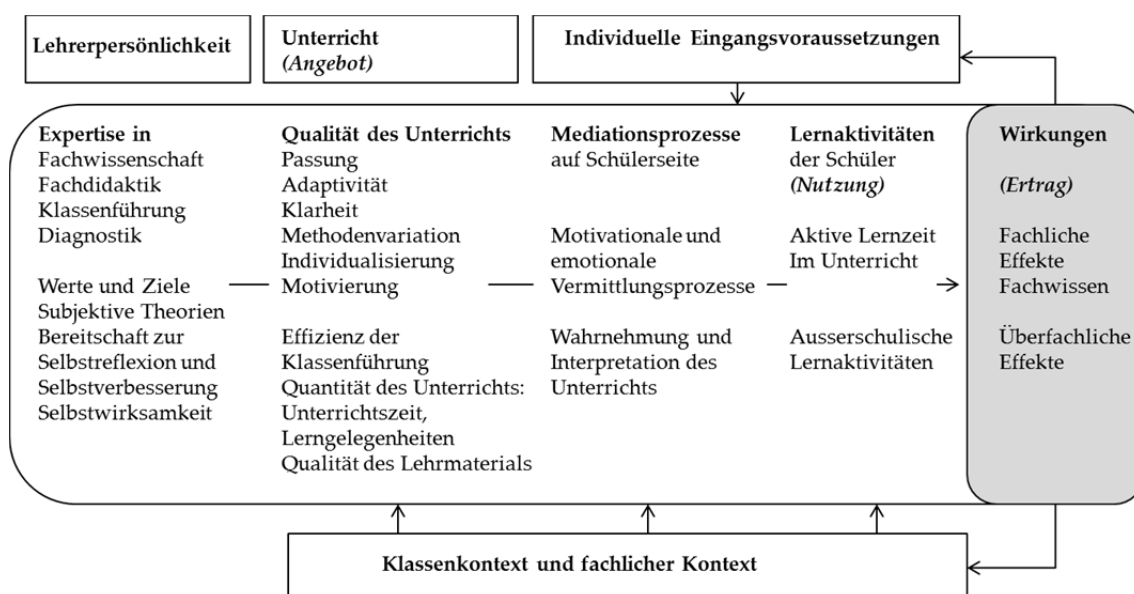 Lehrerpersönlichkeit
Unterricht
(Angebot)
Individuelle Eingangsvoraussetzungen
Expertise in
Fachwissenschaft
Fachdidaktik
Klassenführung
Diagnostik
Werte und Ziele
Subjektive Theorien
Bereitschaft zur
Selbstreflexion und
Selbstverbesserung
Selbstwirksamkeit
Qualität des Unterrichts
Passung
Adaptivität
Klarheit
Methodenvariation
Individualisierung
Motivierung
Effizienz der
Klassenführung
Quantität des Unterrichts:
Unterrichtszeit,
Lerngelegenheiten
Qualität des Lehrmaterials
Mediationsprozesse
auf Schülerseite
Motivationale und
emotionale
Vermittlungsprozesse
Wahrnehmung und
Interpretation des
Unterrichts
Lernaktivitäten
der Schüler
(Nutzung)
Aktive Lernzeit
Im Unterricht
Ausserschulische
Lernaktivitäten
Wirkungen
(Ertrag)
Fachliche
Effekte
Fachwissen
Überfachliche
Effekte
Klassenkontext und fachlicher Kontext